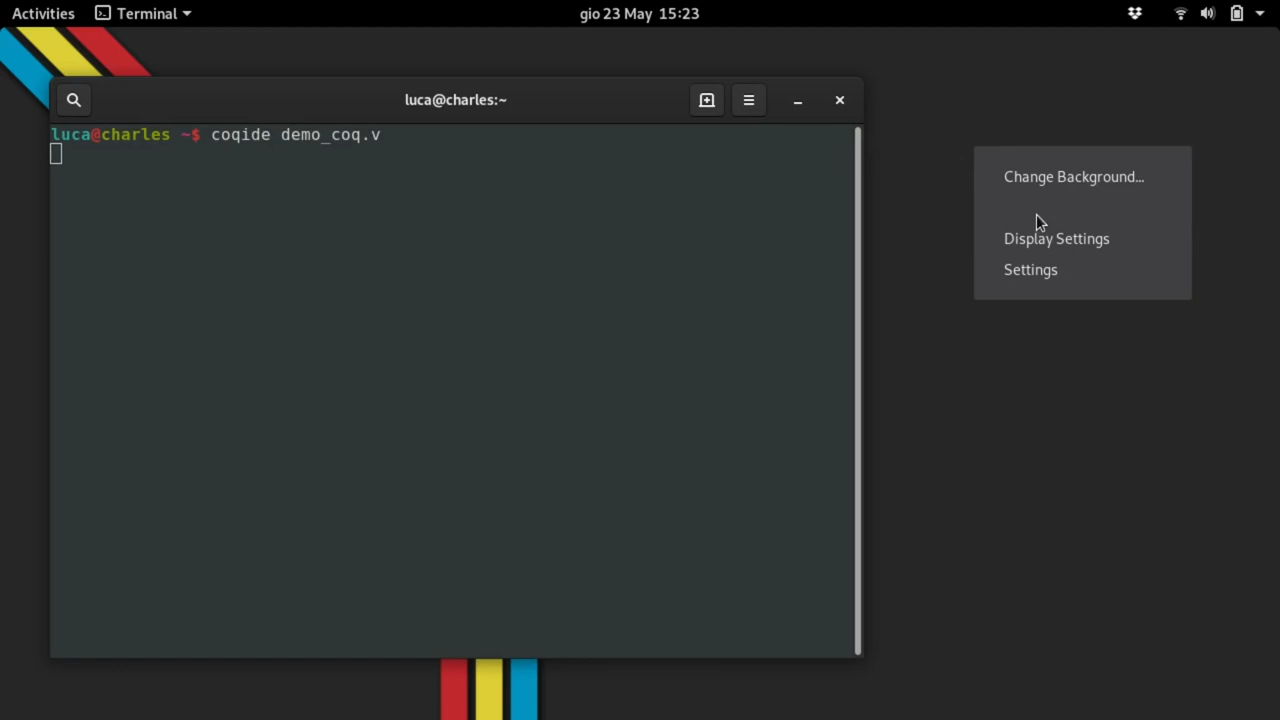 Activities Terminal gio 23 May 15:23
luca@charles:~
luca@charles ~$ coqide demo_coq.v
Change Background...
Display Settings
Settings